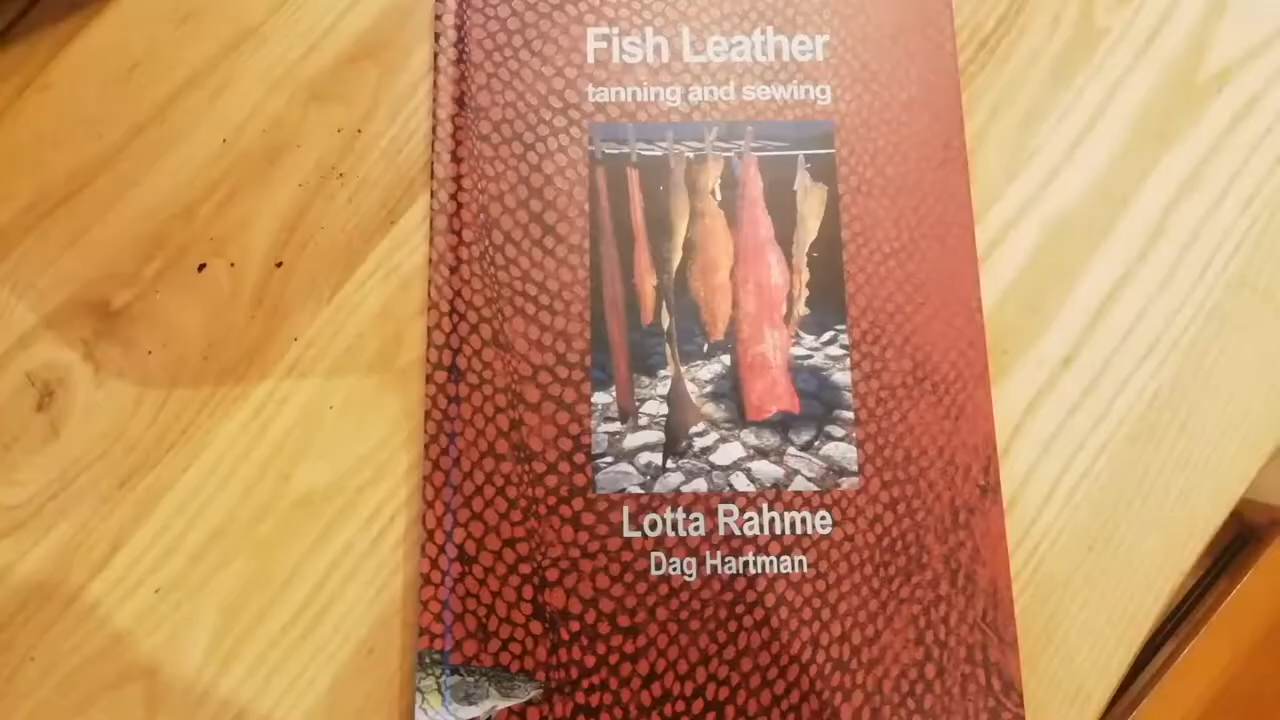 Fish Leather
tanning and sewing
Lotta Rahme
Dag Hartman